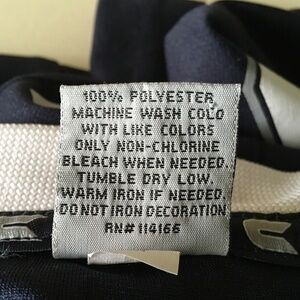 100% POLYESTER
MACHINE WASH COLD
WITH LIKE COLORS
ONLY NON-CHLORINE
BLEACH WHEN NEEDED.
TUMBLE DRY LOW.
WARM IRON IF NEEDED.
DO NOT IRON DECORATION
RN# 114166